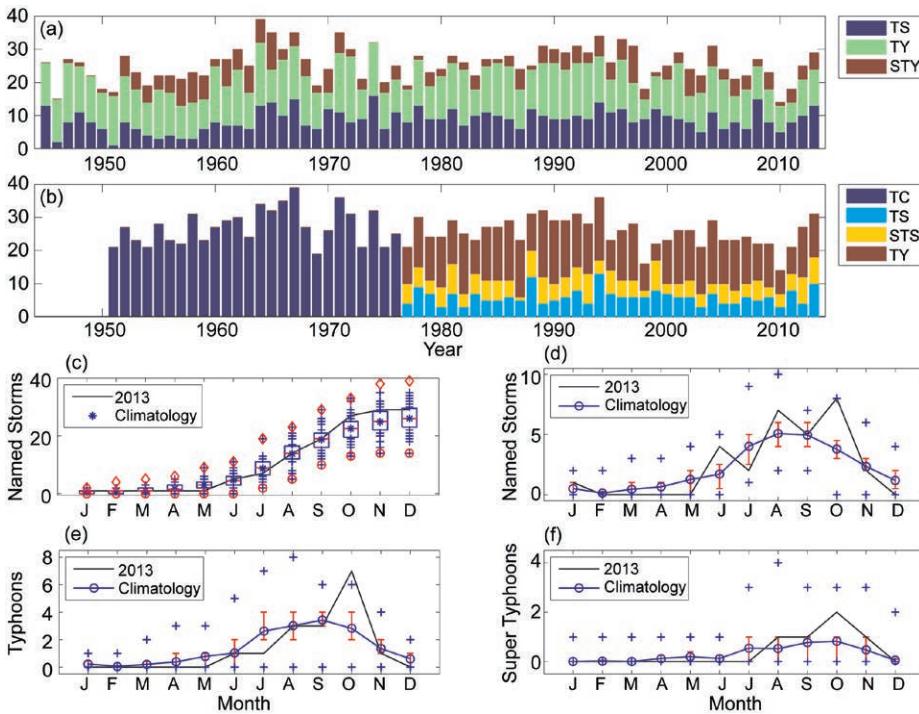 (a)
40
30
20
10
0
1950 1960 1970 1980 1990 2000 2010
TS
TY
STY
(b)
40
30
20
10
0
1950 1960 1970 1980 1990 2000 2010
Year
TC
TS
STS
TY
(c)
Named Storms
40
20
0
2013
Climatology
J F M A M J J A S O N D
(d)
Named Storms
10
5
0
2013
Climatology
J F M A M J J A S O N D
(e)
Typhoons
8
6
4
2
0
2013
Climatology
J F M A M J J A S O N D
Month
(f)
Super Typhoons
4
2
0
2013
Climatology
J F M A M J J A S O N D
Month